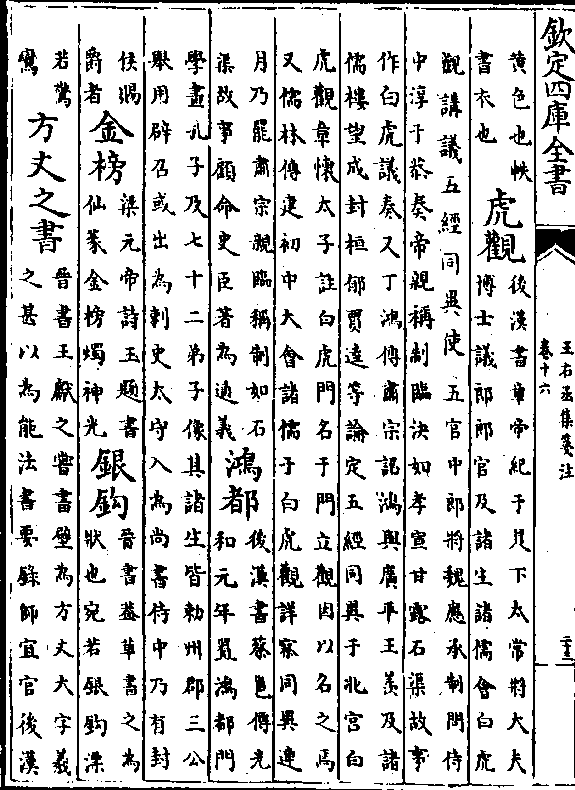 欽定四庫全書
王右丞集箋注
卷十六
二十三
黄色也帙
書衣也
虎觀
後漢書章帝紀于是下太常將大夫
博士議郎郎官及諸生諸儒會白虎
觀講議五經同異使五官中郎將魏應承制問侍
中淳于恭奏帝親稱制臨決如孝宣甘露石渠故事
作白虎議奏又丁鴻傳肅宗詔鴻與廣平王羨及諸
儒樓望成封桓郁賈逵等論定五經同異于北宮白
虎觀章懷太子註白虎門名于門立觀因以名之焉
又儒林傳建初中大會諸儒于白虎觀詳察同異連
月乃罷肅宗親臨稱制如石
渠故事顧命史臣著為通義
鴻都
後漢書蔡邕傳光
和元年置鴻都門
學畫孔子及七十二弟子像其諸生皆勅州郡三公
舉用辟召或出為刺史太守入為尚書侍中乃有封
侯賜
爵者
金榜
梁元帝詩玉題書
仙篆金榜燭神光
銀鈎
晉書蓋草書之為
狀也宛若銀鈎漂
若驚
鸞
方丈之書
晉書王獻之嘗書壁為方丈大字羲
之甚以為能法書要錄師宜官後漢